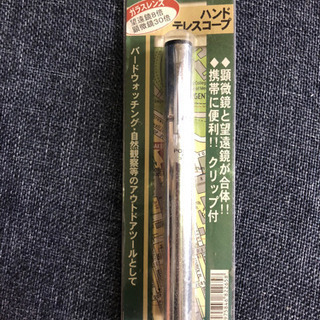 ガラスレンズ
望遠鏡8倍
顕微鏡30倍
ハンド
テレスコープ
◆顕微鏡と望遠鏡が合体!!
◆携帯に便利!! クリップ付
バードウォッチング・自然観察等のアウトドアツールとして